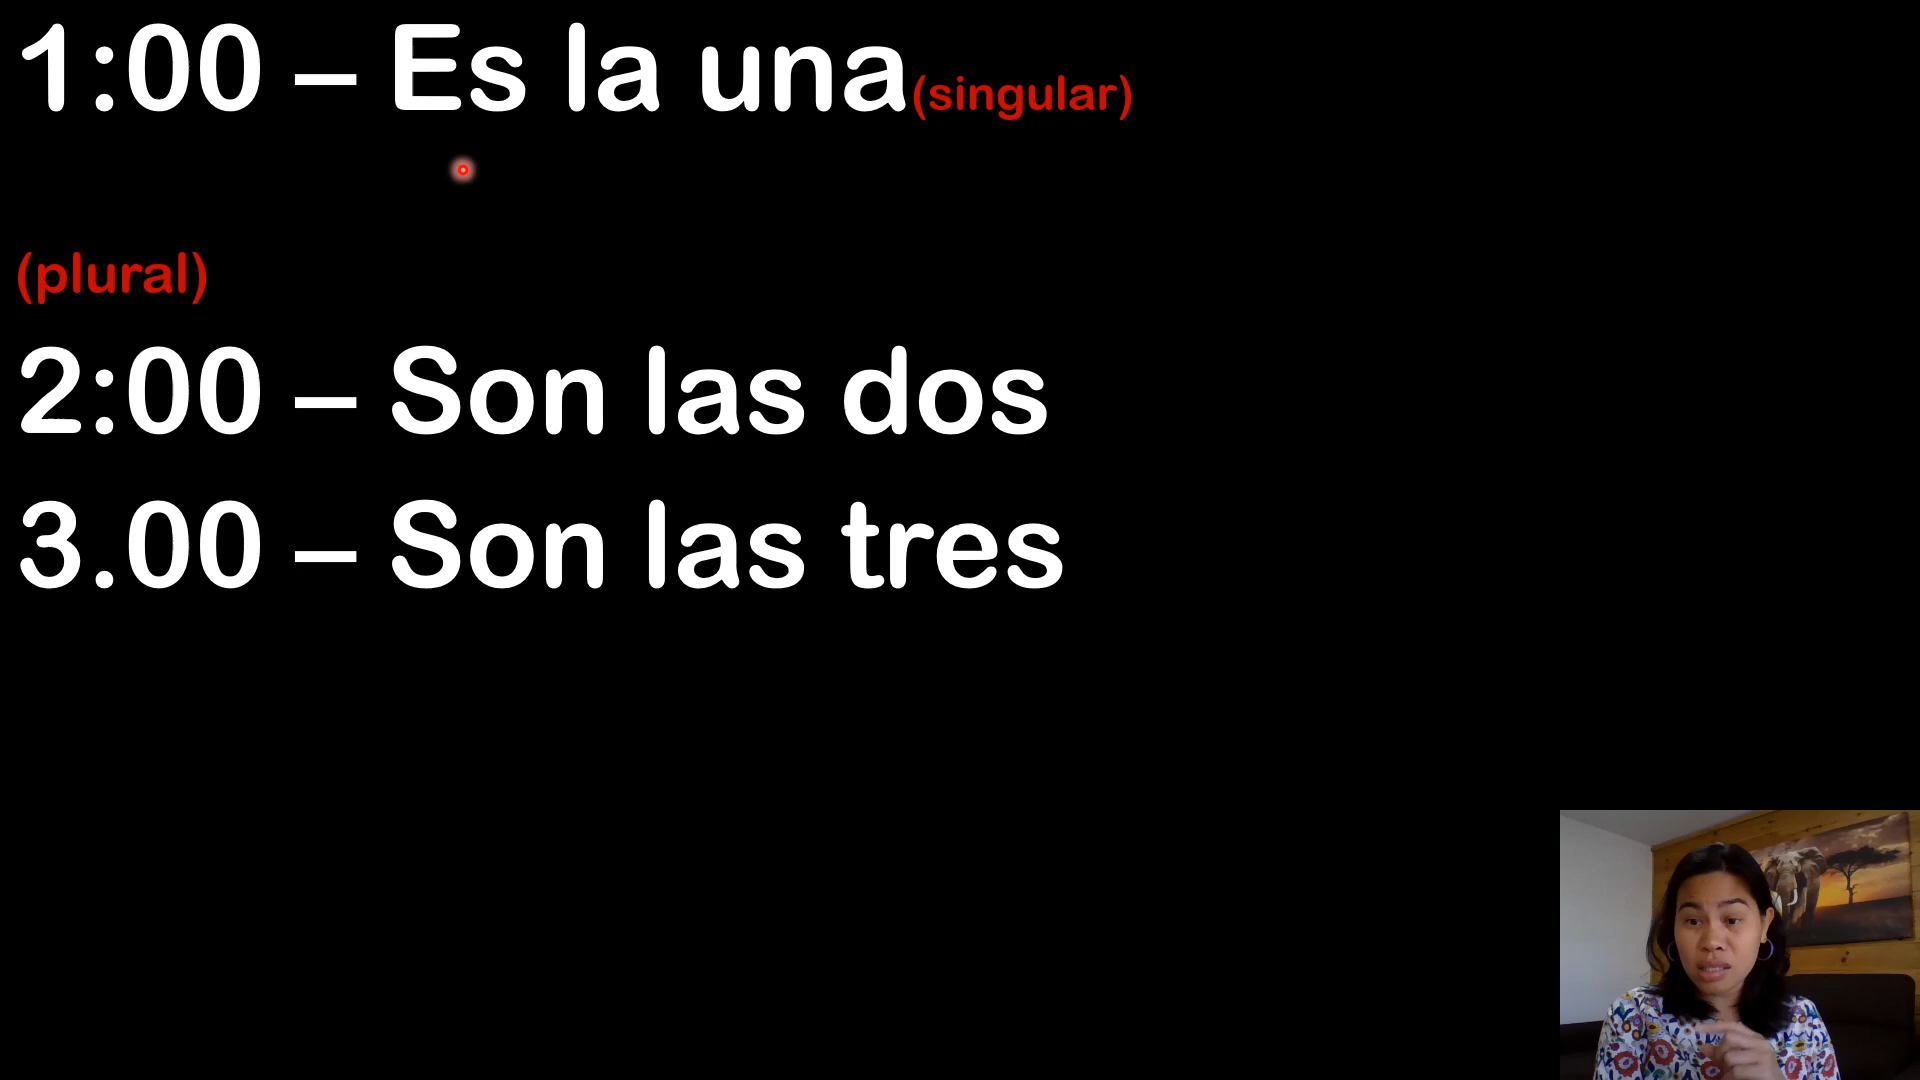 1:00 – Es la una(singular)
(plural)
2:00 – Son las dos
3.00 – Son las tres